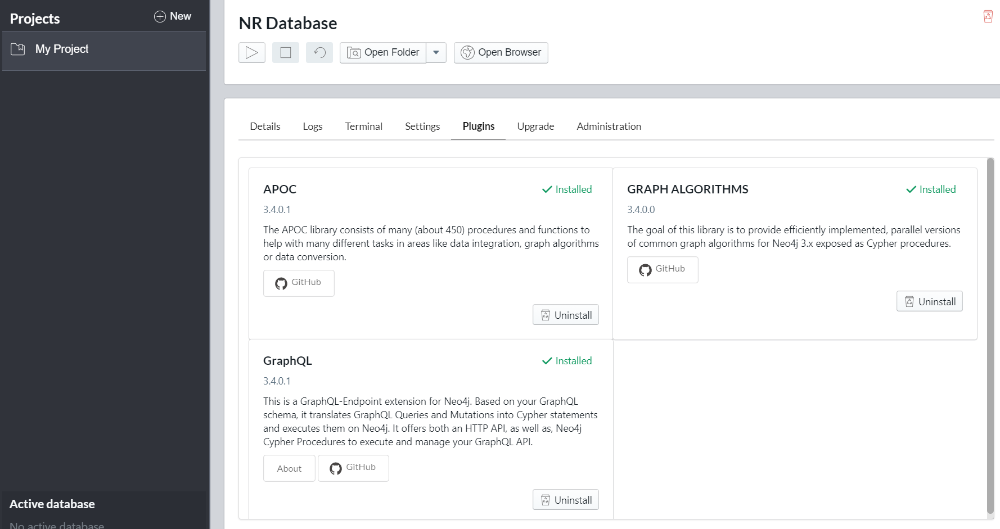 Projects
New
My Project
Active database
No active database
NR Database
Open Folder
Open Browser
Details
Logs
Terminal
Settings
Plugins
Upgrade
Administration
APOC
Installed
3.4.0.1
The APOC library consists of many (about 450) procedures and functions to
help with many different tasks in areas like data integration, graph algorithms
or data conversion.
GitHub
Uninstall
GRAPH ALGORITHMS
Installed
3.4.0.0
The goal of this library is to provide efficiently implemented, parallel versions
of common graph algorithms for Neo4j 3.x exposed as Cypher procedures.
GitHub
Uninstall
GraphQL
Installed
3.4.0.1
This is a GraphQL-Endpoint extension for Neo4j. Based on your GraphQL
schema, it translates GraphQL Queries and Mutations into Cypher statements
and executes them on Neo4j. It offers both an HTTP API, as well as, Neo4j
Cypher Procedures to execute and manage your GraphQL API.
About
GitHub
Uninstall